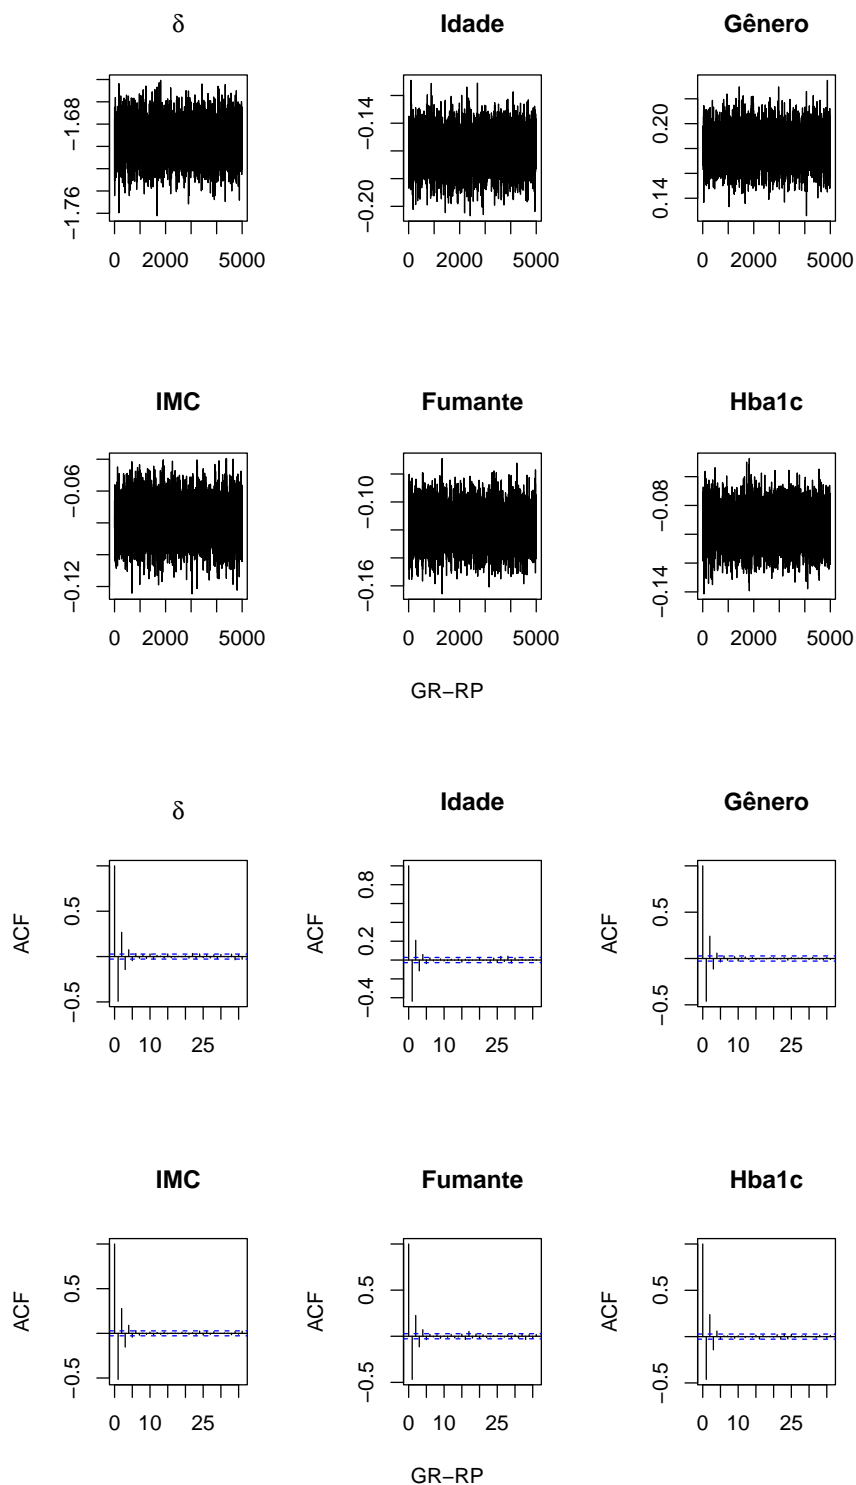 δ Idade Gênero
−1.76 −1.68
0 2000 5000
−0.20 −0.14
0 2000 5000
0.14 0.20
0 2000 5000
IMC Fumante Hba1c
−0.12 −0.06
0 2000 5000
−0.16 −0.10
0 2000 5000
−0.14 −0.08
0 2000 5000
GR−RP
δ Idade Gênero
ACF
−0.5 0.5
0 10 25
ACF
−0.4 0.2 0.8
0 10 25
ACF
−0.5 0.5
0 10 25
IMC Fumante Hba1c
ACF
−0.5 0.5
0 10 25
ACF
−0.5 0.5
0 10 25
ACF
−0.5 0.5
0 10 25
GR−RP